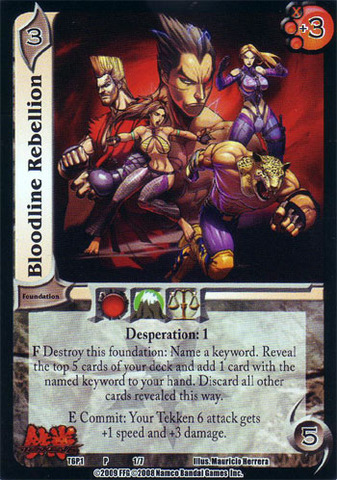 3
+3
Bloodline Rebellion
Foundation
Desperation: 1
F Destroy this foundation: Name a keyword. Reveal
the top 5 cards of your deck and add 1 card with
the named keyword to your hand. Discard all other
cards revealed this way.
E Commit: Your Tekken 6 attack gets
+1 speed and +3 damage.
5
T6P1 P 1/7 Illus. Mauricio Herrera
©2009 FFG ©2008 Namco Bandai Games Inc.